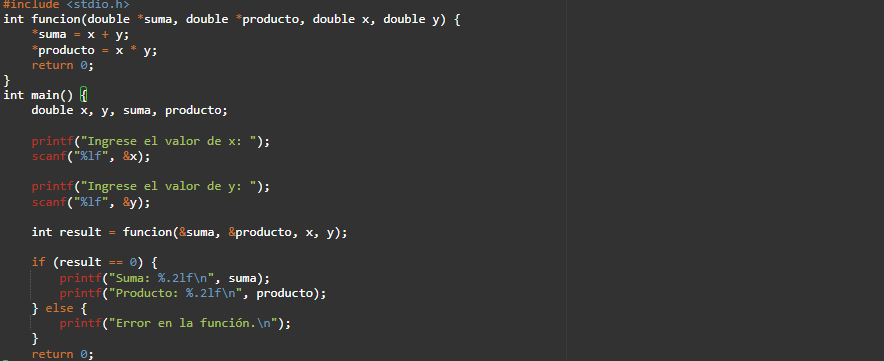 #include <stdio.h>
int funcion(double *suma, double *producto, double x, double y) {
    *suma = x + y;
    *producto = x * y;
    return 0;
}
int main() {
    double x, y, suma, producto;

    printf("Ingrese el valor de x: ");
    scanf("%lf", &x);

    printf("Ingrese el valor de y: ");
    scanf("%lf", &y);

    int result = funcion(&suma, &producto, x, y);

    if (result == 0) {
        printf("Suma: %.2lf\n", suma);
        printf("Producto: %.2lf\n", producto);
    } else {
        printf("Error en la función.\n");
    }
    return 0;